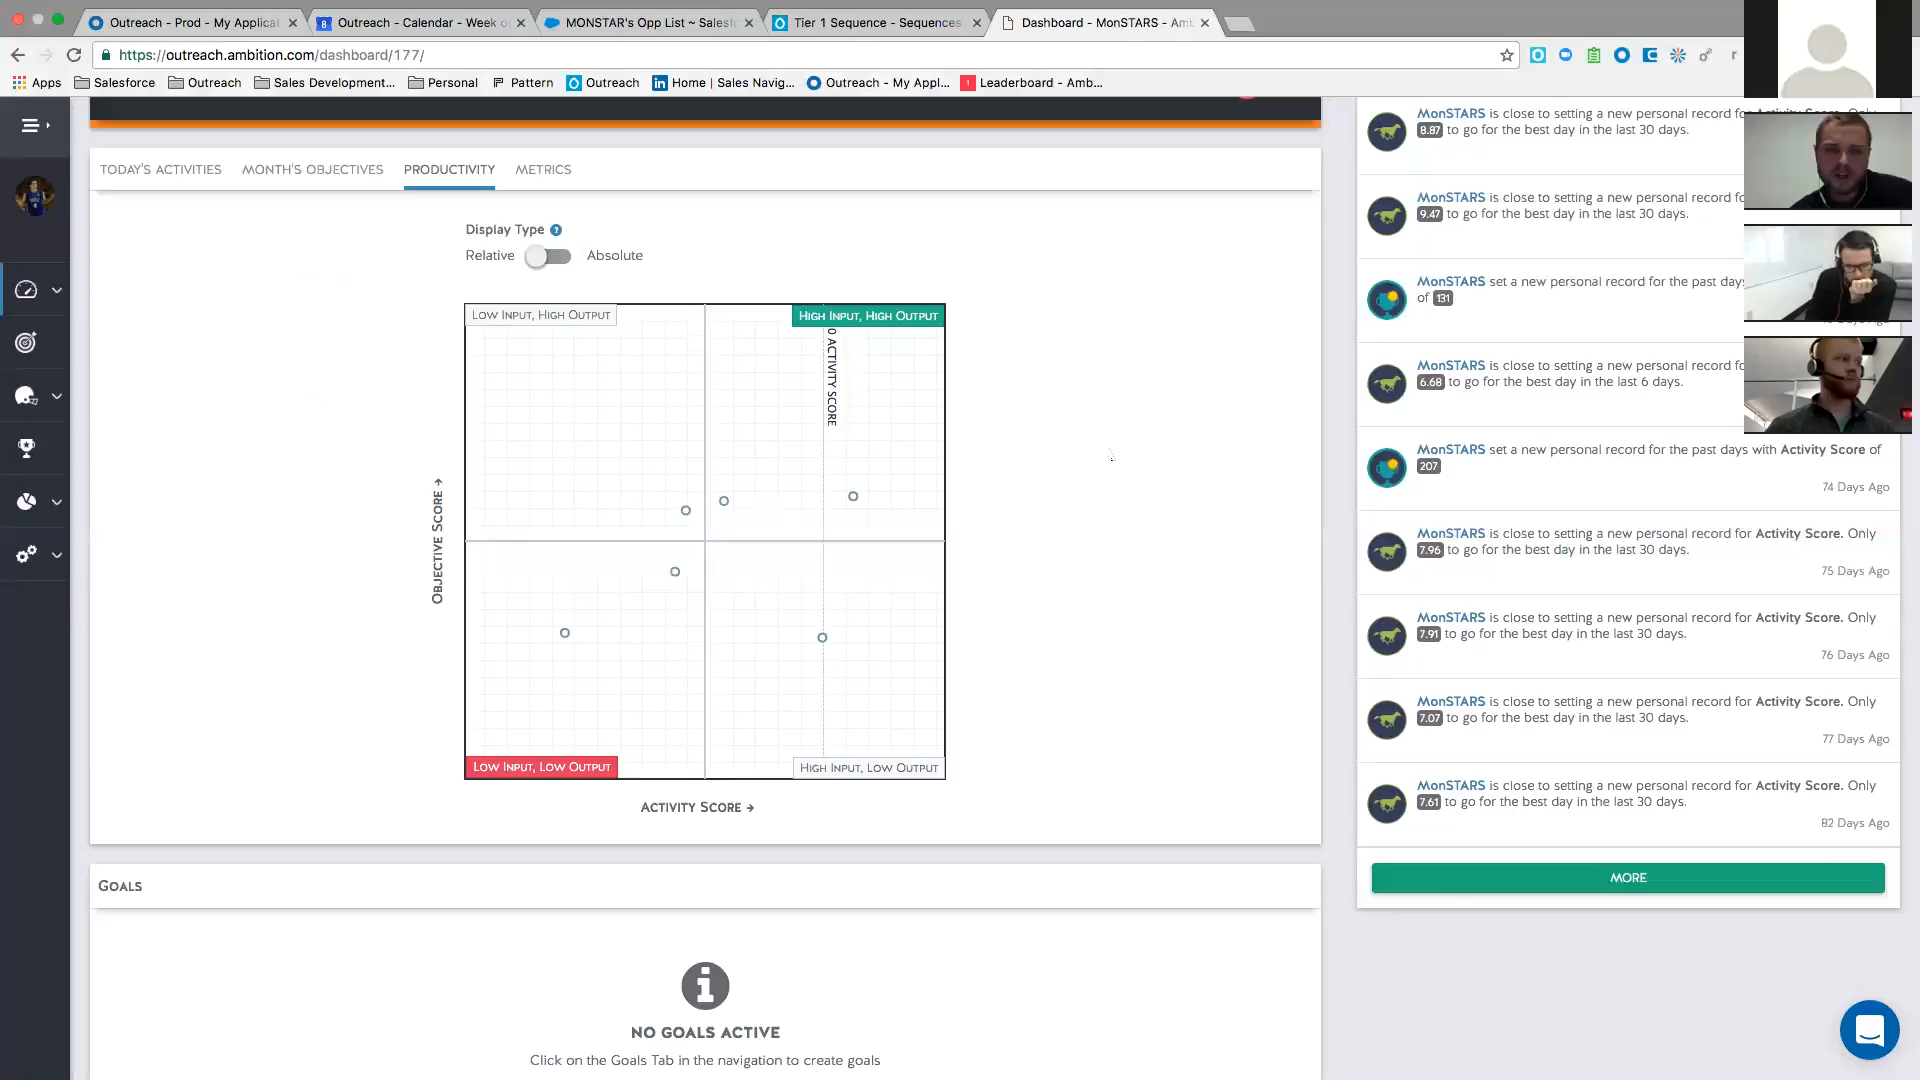 Outreach - Prod - My Applicat
Outreach - Calendar - Week o
MONSTAR's Opp List ~ Salesf
Tier 1 Sequence - Sequences
Dashboard - MonSTARS - Amb
https://outreach.ambition.com/dashboard/177/
Apps
Salesforce
Outreach
Sales Development...
Personal
Pattern
Outreach
Home | Sales Navig...
Outreach - My Appl...
Leaderboard - Amb...
TODAY'S ACTIVITIES
MONTH'S OBJECTIVES
PRODUCTIVITY
METRICS
Display Type ?
Relative
Absolute
LOW INPUT, HIGH OUTPUT
HIGH INPUT, HIGH OUTPUT
0 ACTIVITY SCORE
OBJECTIVE SCORE →
LOW INPUT, LOW OUTPUT
HIGH INPUT, LOW OUTPUT
ACTIVITY SCORE →
GOALS
NO GOALS ACTIVE
Click on the Goals Tab in the navigation to create goals
MonSTARS is close to setting a new personal record for Activity Score. Only
8.87 to go for the best day in the last 30 days.
MonSTARS is close to setting a new personal record fo
9.47 to go for the best day in the last 30 days.
MonSTARS set a new personal record for the past days
of 131
Days Ago
MonSTARS is close to setting a new personal record fo
6.68 to go for the best day in the last 6 days.
MonSTARS set a new personal record for the past days with Activity Score of
207
74 Days Ago
MonSTARS is close to setting a new personal record for Activity Score. Only
7.96 to go for the best day in the last 30 days.
75 Days Ago
MonSTARS is close to setting a new personal record for Activity Score. Only
7.91 to go for the best day in the last 30 days.
76 Days Ago
MonSTARS is close to setting a new personal record for Activity Score. Only
7.07 to go for the best day in the last 30 days.
77 Days Ago
MonSTARS is close to setting a new personal record for Activity Score. Only
7.61 to go for the best day in the last 30 days.
82 Days Ago
MORE